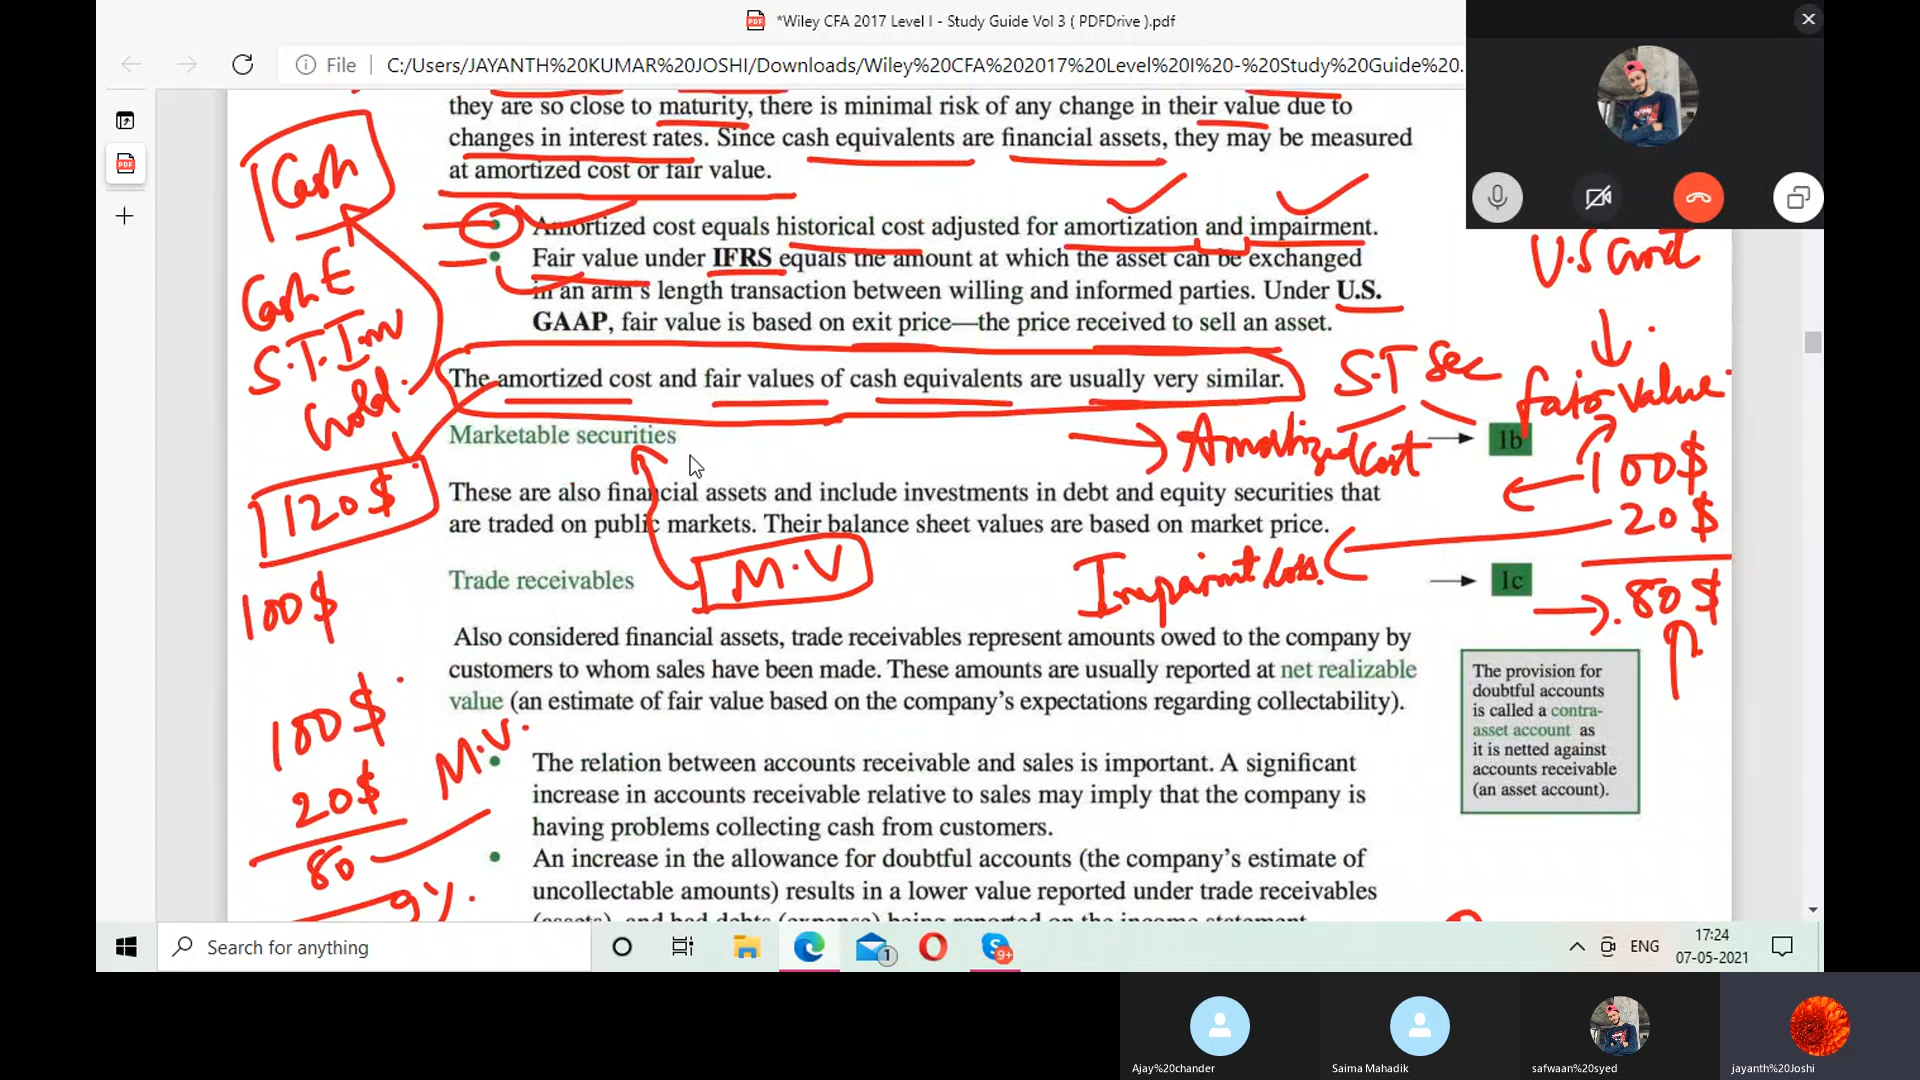 *Wiley CFA 2017 Level I - Study Guide Vol 3 ( PDFDrive ).pdf
File
C:/Users/JAYANTH%20KUMAR%20JOSHI/Downloads/Wiley%20CFA%202017%20Level%20I%20-%20Study%20Guide%20.
they are so close to maturity, there is minimal risk of any change in their value due to
changes in interest rates. Since cash equivalents are financial assets, they may be measured
at amortized cost or fair value.
Amortized cost equals historical cost adjusted for amortization and impairment.
Fair value under IFRS equals the amount at which the asset can be exchanged
in an arm's length transaction between willing and informed parties. Under U.S.
GAAP, fair value is based on exit price—the price received to sell an asset.
The amortized cost and fair values of cash equivalents are usually very similar.
Marketable securities
1b
These are also financial assets and include investments in debt and equity securities that
are traded on public markets. Their balance sheet values are based on market price.
Trade receivables
1c
Also considered financial assets, trade receivables represent amounts owed to the company by
customers to whom sales have been made. These amounts are usually reported at net realizable
value (an estimate of fair value based on the company's expectations regarding collectability).
The relation between accounts receivable and sales is important. A significant
increase in accounts receivable relative to sales may imply that the company is
having problems collecting cash from customers.
An increase in the allowance for doubtful accounts (the company's estimate of
uncollectable amounts) results in a lower value reported under trade receivables
(assets), and bad debts (expense) being reported on the income statement
The provision for
doubtful accounts
is called a contra-
asset account as
it is netted against
accounts receivable
(an asset account).
Cash
Cash E
S.T.Inv
Gold.
120$
100$
100$
20$
80
M.V.
M.V
S.T Sec
Amortized Cost
fair value
100$
20$
80$
Impairment loss.
Search for anything
1
9+
ENG
17:24
07-05-2021
Ajay%20chander
Saima Mahadik
safwaan%20syed
jayanth%20Joshi